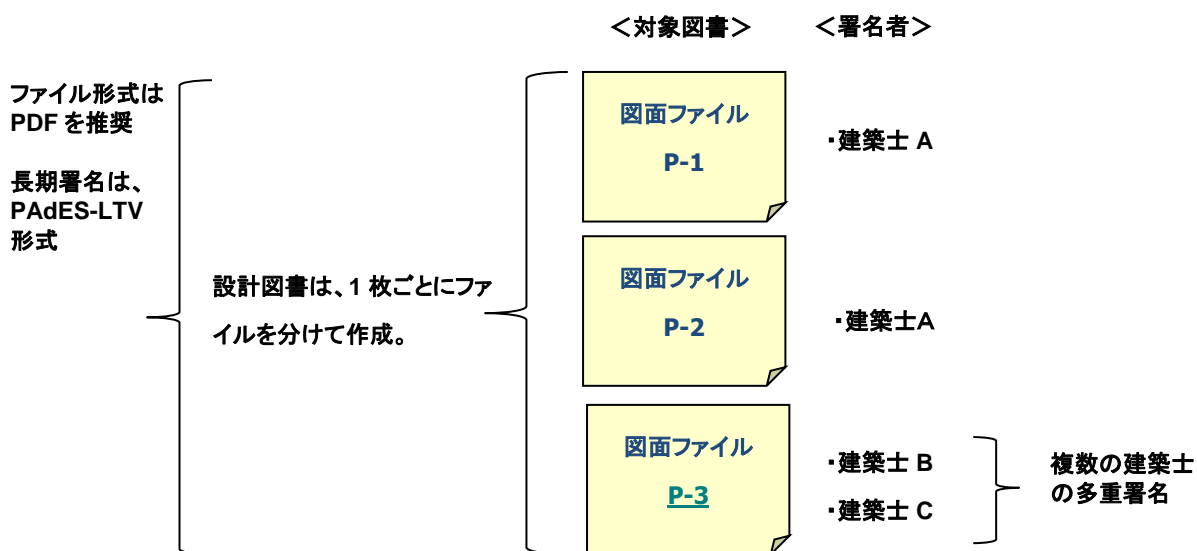 ＜対象図書＞
＜署名者＞
ファイル形式は
PDF を推奨
長期署名は、
PAdES-LTV
形式
設計図書は、1 枚ごとにファ
イルを分けて作成。
図面ファイル
P-1
・建築士 A
図面ファイル
P-2
・建築士Ａ
図面ファイル
P-3
・建築士 B
・建築士 C
複数の建築士
の多重署名